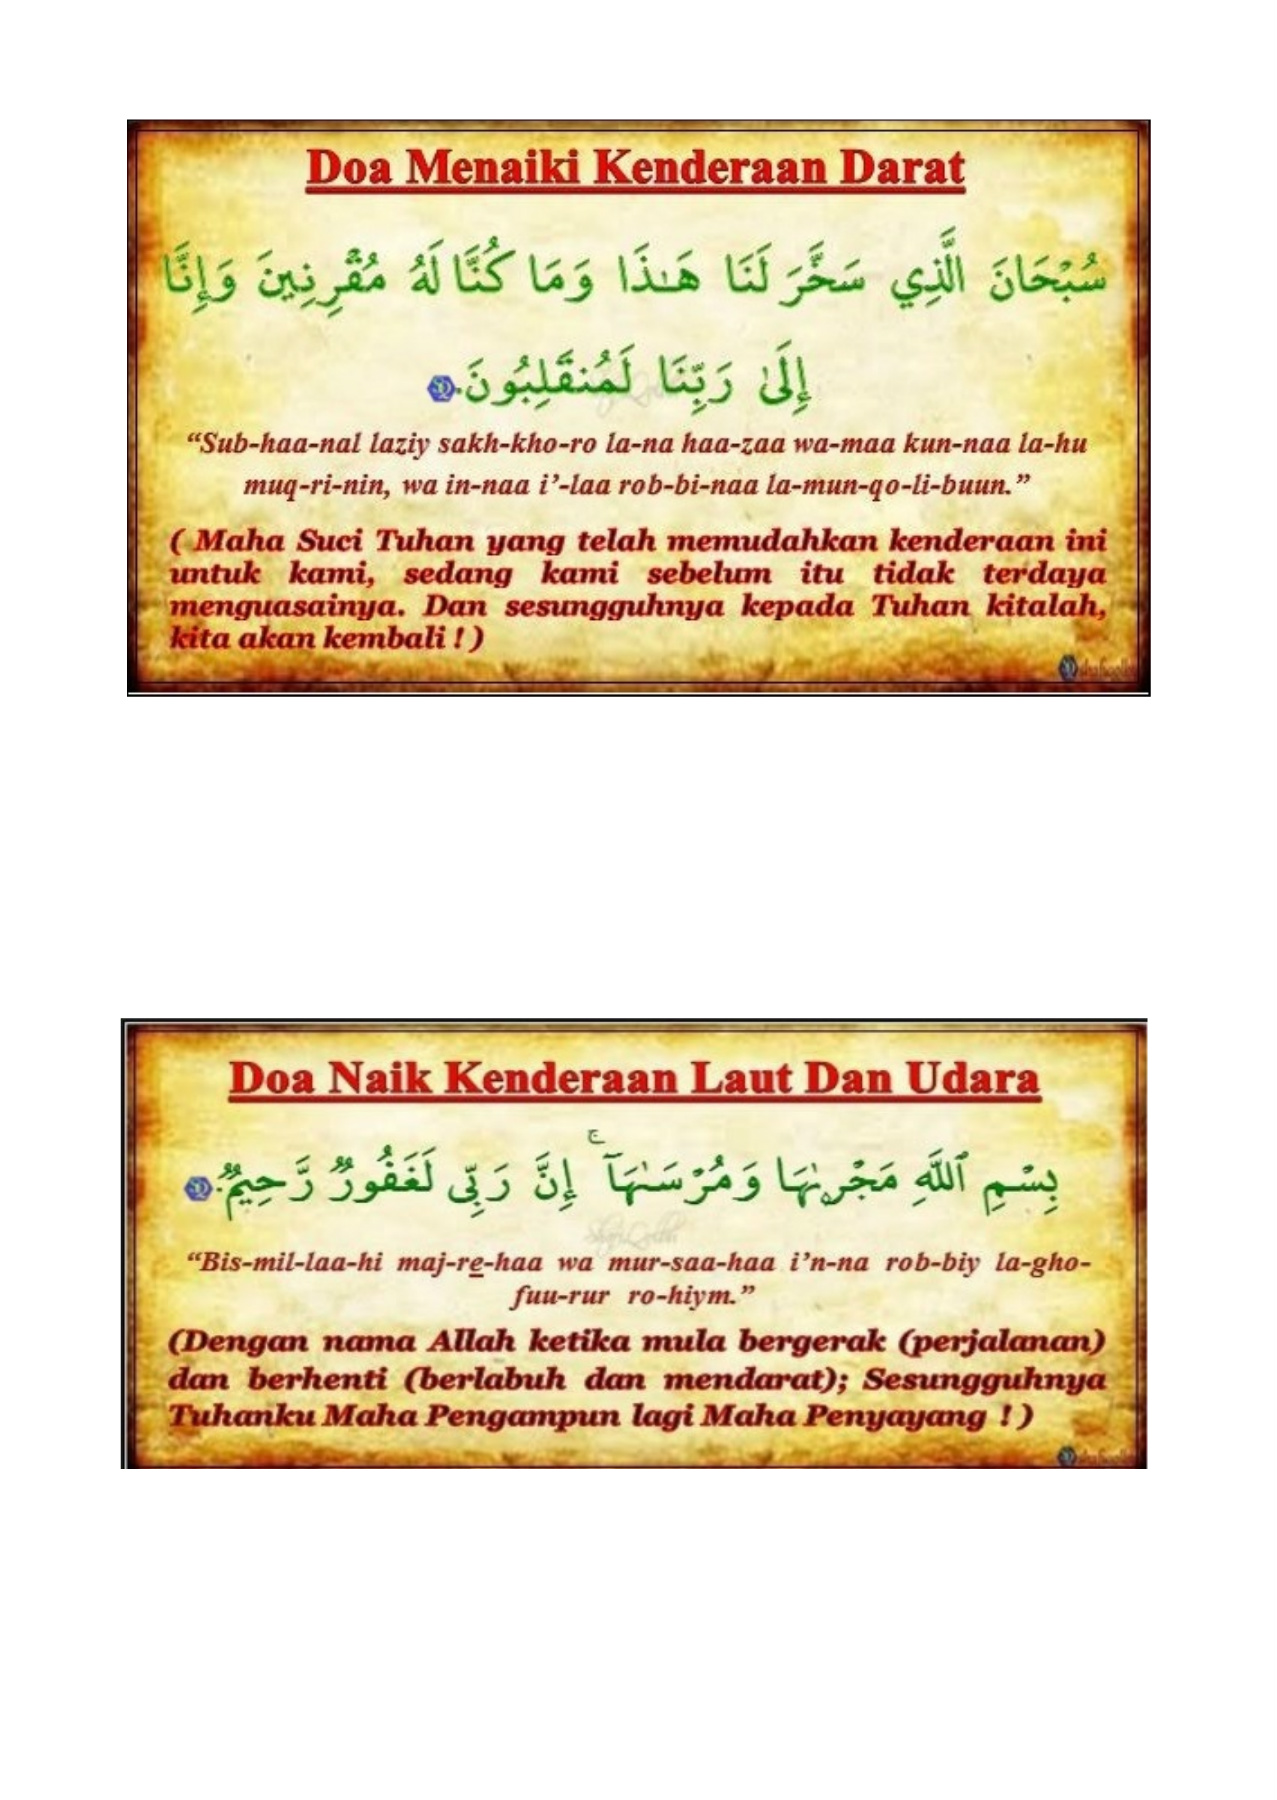 Doa Menaiki Kenderaan Darat
سُبْحَانَ الَّذِي سَخَّرَ لَنَا هَـٰذَا وَمَا كُنَّا لَهُ مُقْرِنِينَ وَإِنَّا
إِلَىٰ رَبِّنَا لَمُنقَلِبُونَ.
“Sub-haa-nal laziy sakh-kho-ro la-na haa-zaa wa-maa kun-naa la-hu
muq-ri-nin, wa in-naa i’-laa rob-bi-naa la-mun-qo-li-buun.”
( Maha Suci Tuhan yang telah memudahkan kenderaan ini
untuk kami, sedang kami sebelum itu tidak terdaya
menguasainya. Dan sesungguhnya kepada Tuhan kitalah,
kita akan kembali ! )
Doa Naik Kenderaan Laut Dan Udara
بِسْمِ ٱللَّهِ مَجْر۪ىٰهَا وَمُرْسَىٰهَآ ۚ إِنَّ رَبِّى لَغَفُورٌ رَّحِيمٌ.
“Bis-mil-laa-hi maj-re-haa wa mur-saa-haa i’n-na rob-biy la-gho-
fuu-rur ro-hiym.”
(Dengan nama Allah ketika mula bergerak (perjalanan)
dan berhenti (berlabuh dan mendarat); Sesungguhnya
Tuhanku Maha Pengampun lagi Maha Penyayang ! )